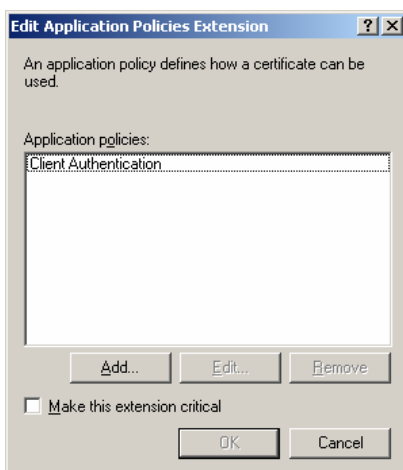 Edit Application Policies Extension
An application policy defines how a certificate can be
used.
Application policies:
Client Authentication
Add... Edit... Remove
Make this extension critical
OK Cancel